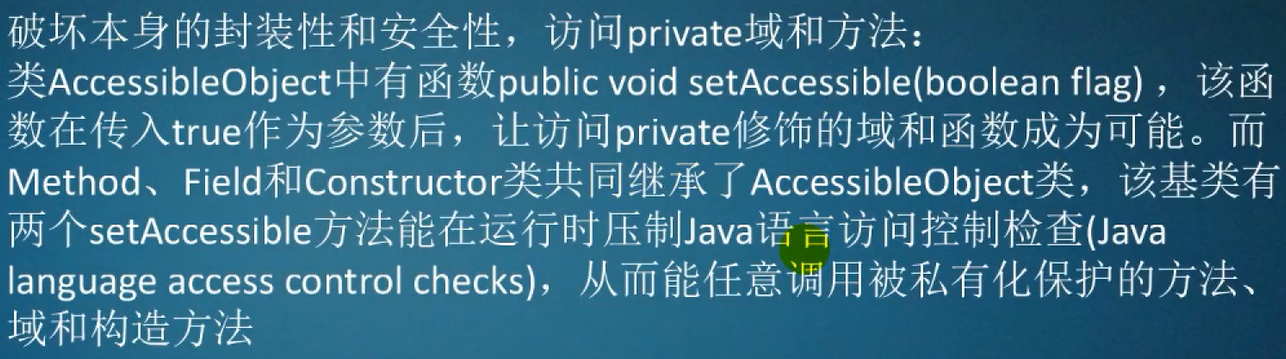 破坏本身的封装性和安全性，访问private域和方法：
类AccessibleObject中有函数public void setAccessible(boolean flag) ，该函
数在传入true作为参数后，让访问private修饰的域和函数成为可能。而
Method、Field和Constructor类共同继承了AccessibleObject类，该基类有
两个setAccessible方法能在运行时压制Java语言访问控制检查(Java
language access control checks)，从而能任意调用被私有化保护的方法、
域和构造方法